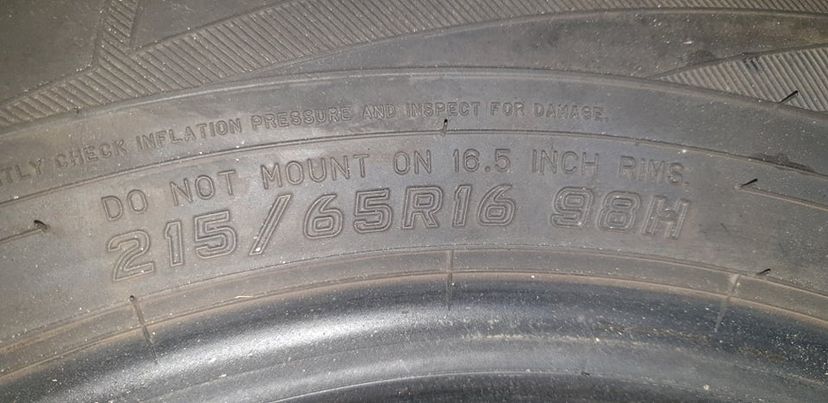 CHECK INFLATION PRESSURE AND INSPECT FOR DAMAGE.
DO NOT MOUNT ON 16.5 INCH RIMS.
215/65R16 98H